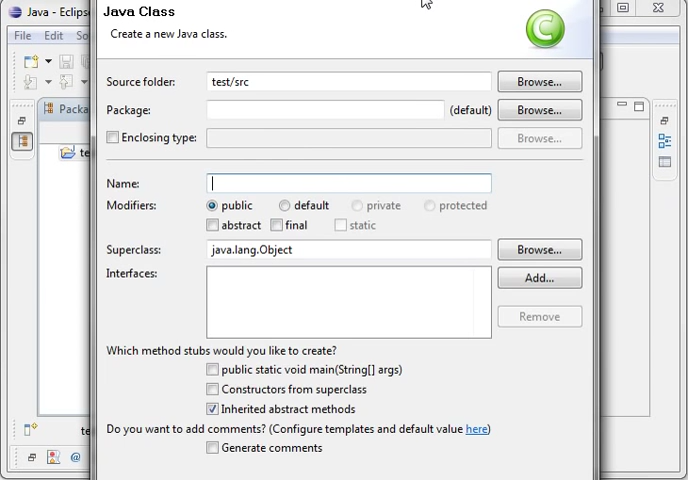 Java - Eclips
Java Class
Create a new Java class.
File Edit So
Source folder: test/src Browse...
Packa
Package: (default) Browse...
Enclosing type: Browse...
te
Name:
Modifiers: public default private protected
abstract final static
Superclass: java.lang.Object Browse...
Interfaces: Add...
Remove
Which method stubs would you like to create?
public static void main(String[] args)
Constructors from superclass
Inherited abstract methods
Do you want to add comments? (Configure templates and default value here)
te
Generate comments